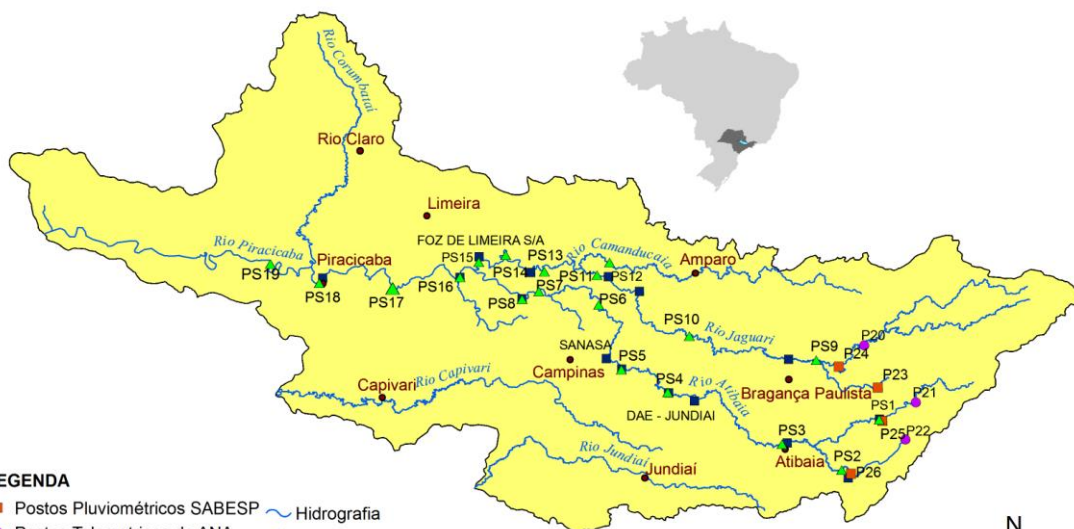 Rio Corumbataí
Rio Claro
Limeira
FOZ DE LIMEIRA S/A
Rio Camanducaia
Rio Piracicaba
Piracicaba
PS15
PS14
PS13
PS11
PS12
Amparo
PS19
PS18
PS17
PS16
PS8
PS7
PS6
PS10
Rio Jaguari
P20
PS9
P24
SANASA
PS5
Campinas
Rio Capivari
Capivari
PS4
Rio Atibaia
Bragança Paulista
P23
P21
PS1
DAE - JUNDIAI
P25
P22
PS3
Atibaia
PS2
P26
Rio Jundiaí
Jundiaí
EGENDA
Postos Pluviométricos SABESP
Hidrografia
N